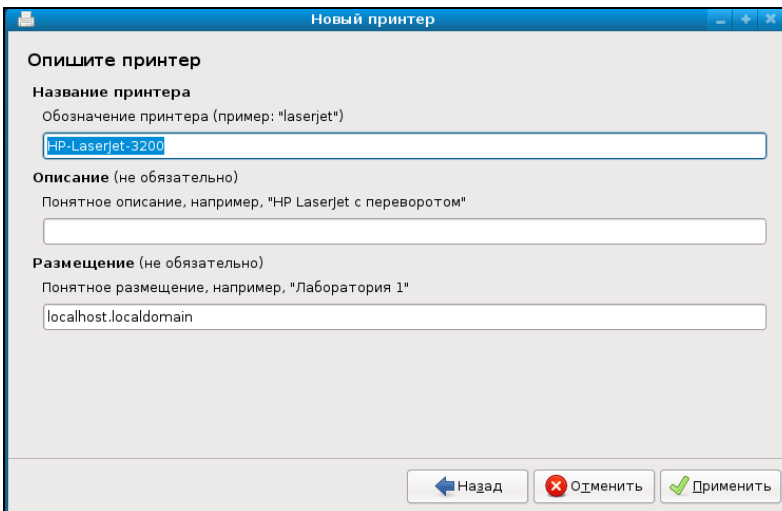 Новый принтер
Опишите принтер
Название принтера
Обозначение принтера (пример: "laserjet")
HP-LaserJet-3200
Описание (не обязательно)
Понятное описание, например, "HP LaserJet с переворотом"
Размещение (не обязательно)
Понятное размещение, например, "Лаборатория 1"
localhost.localdomain
Назад Отменить Применить